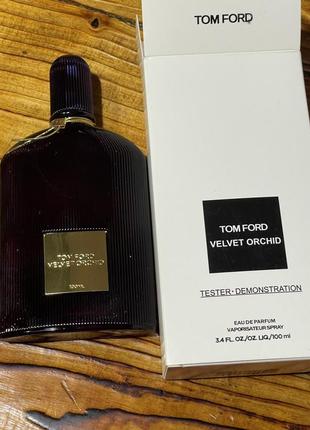 TOM FORD
TOM FORD
VELVET ORCHID
100ML
TOM FORD
VELVET ORCHID
TESTER·DEMONSTRATION
EAU DE PARFUM
VAPORISATEUR SPRAY
3.4 FL. OZ./OZ. LIQ./100 ml